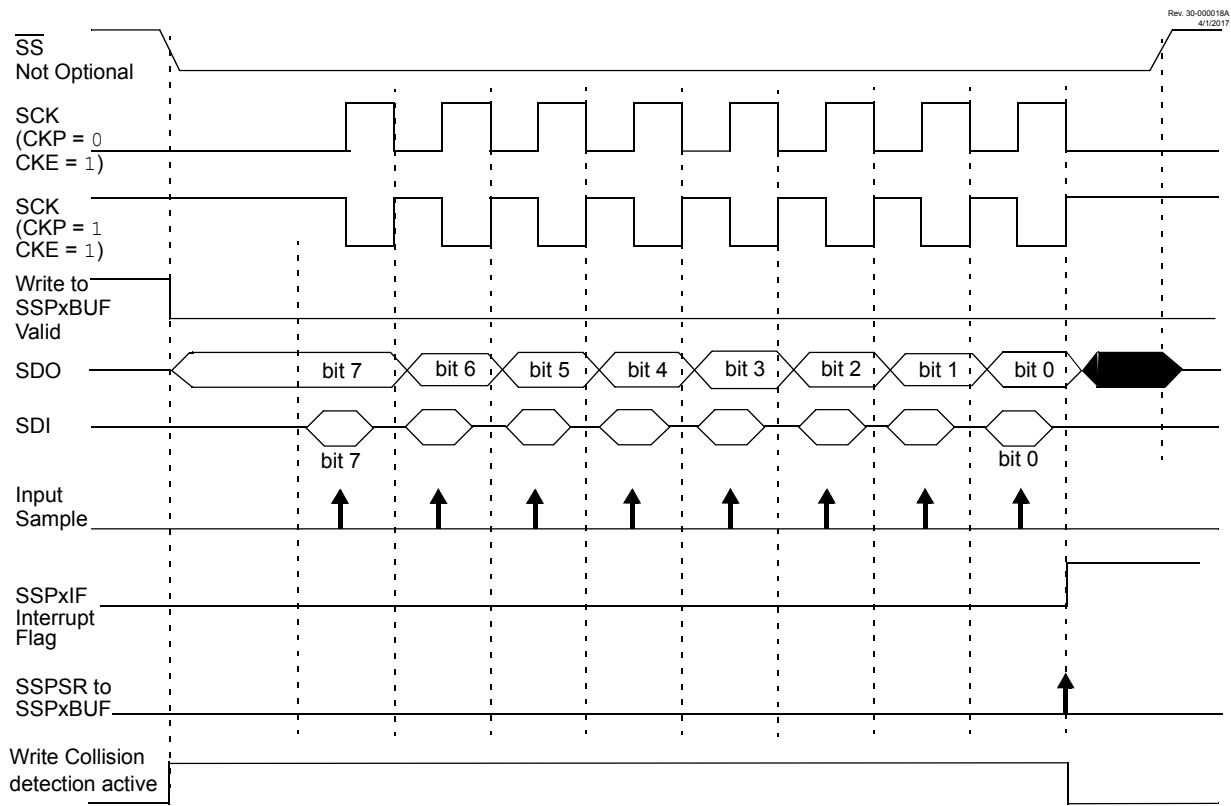 Rev. 30-000018A
4/1/2017
SS
Not Optional
SCK
(CKP = 0
CKE = 1)
SCK
(CKP = 1
CKE = 1)
Write to
SSPxBUF
Valid
SDO
bit 7
bit 6
bit 5
bit 4
bit 3
bit 2
bit 1
bit 0
SDI
bit 7
bit 0
Input
Sample
SSPxIF
Interrupt
Flag
SSPSR to
SSPxBUF
Write Collision
detection active